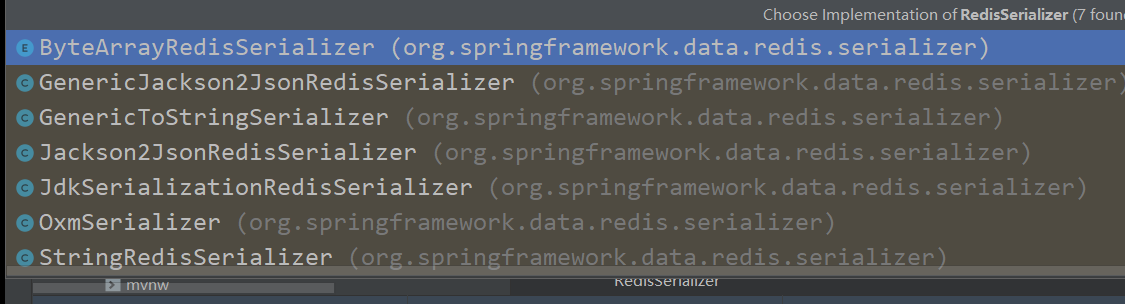 Choose Implementation of RedisSerializer (7 foun
ByteArrayRedisSerializer (org.springframework.data.redis.serializer)
GenericJackson2JsonRedisSerializer (org.springframework.data.redis.serializer)
GenericToStringSerializer (org.springframework.data.redis.serializer)
Jackson2JsonRedisSerializer (org.springframework.data.redis.serializer)
JdkSerializationRedisSerializer (org.springframework.data.redis.serializer)
OxmSerializer (org.springframework.data.redis.serializer)
StringRedisSerializer (org.springframework.data.redis.serializer)
mvnw RedisSerializer